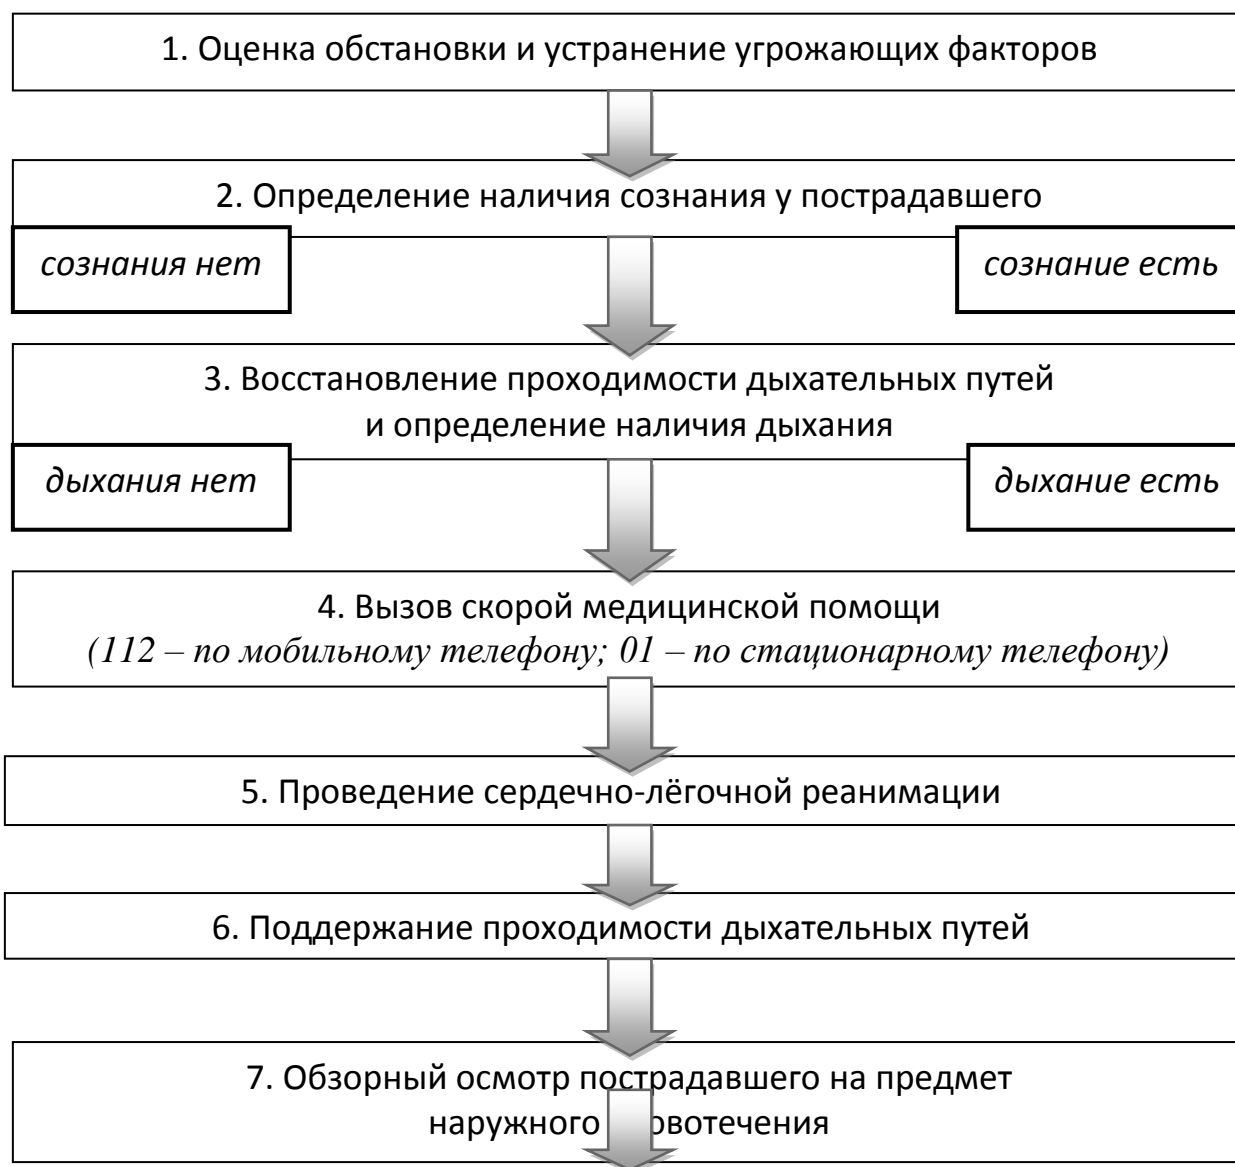 1. Оценка обстановки и устранение угрожающих факторов
2. Определение наличия сознания у пострадавшего
сознания нет
сознание есть
3. Восстановление проходимости дыхательных путей
и определение наличия дыхания
дыхания нет
дыхание есть
4. Вызов скорой медицинской помощи
(112 – по мобильному телефону; 01 – по стационарному телефону)
5. Проведение сердечно-лёгочной реанимации
6. Поддержание проходимости дыхательных путей
7. Обзорный осмотр пострадавшего на предмет
наружного